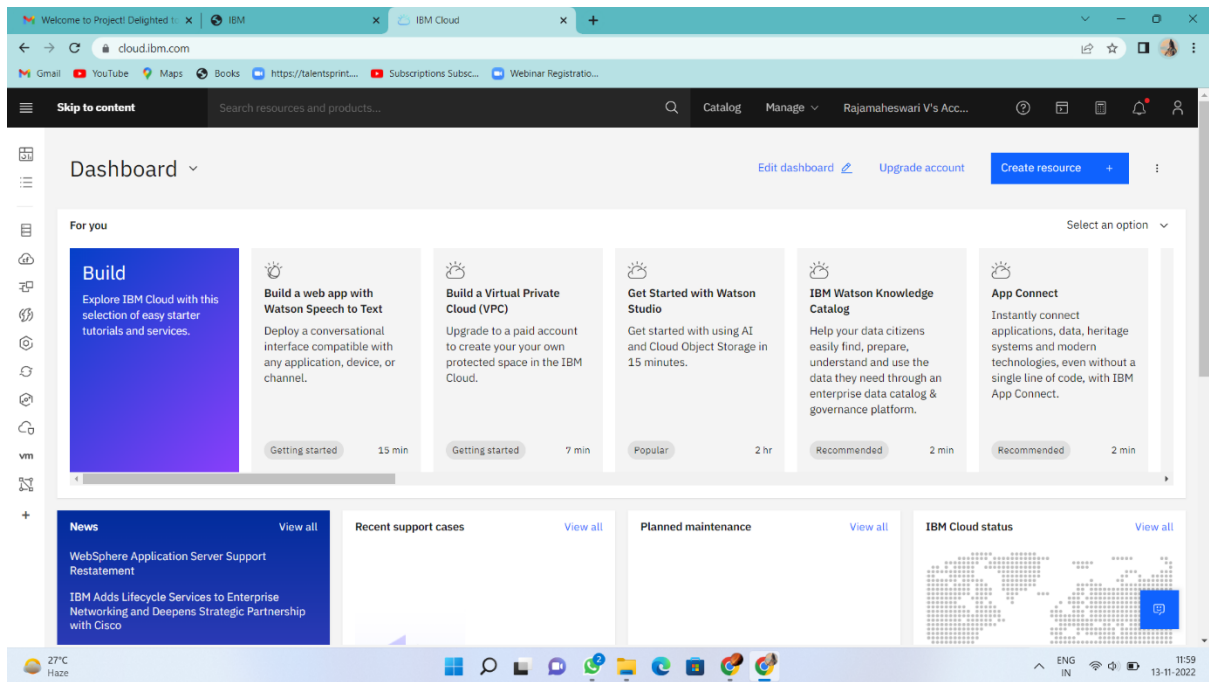 Welcome to Project! Delighted to
IBM
IBM Cloud
cloud.ibm.com
Gmail
YouTube
Maps
Books
https://talentsprint....
Subscriptions Subsc...
Webinar Registratio...
Skip to content
Search resources and products...
Catalog
Manage
Rajamaheswari V's Acc...
Dashboard
Edit dashboard
Upgrade account
Create resource +
For you
Select an option
Build
Explore IBM Cloud with this
selection of easy starter
tutorials and services.
Build a web app with
Watson Speech to Text
Deploy a conversational
interface compatible with
any application, device, or
channel.
Getting started
15 min
Build a Virtual Private
Cloud (VPC)
Upgrade to a paid account
to create your your own
protected space in the IBM
Cloud.
Getting started
7 min
Get Started with Watson
Studio
Get started with using AI
and Cloud Object Storage in
15 minutes.
Popular
2 hr
IBM Watson Knowledge
Catalog
Help your data citizens
easily find, prepare,
understand and use the
data they need through an
enterprise data catalog &
governance platform.
Recommended
2 min
App Connect
Instantly connect
applications, data, heritage
systems and modern
technologies, even without a
single line of code, with IBM
App Connect.
Recommended
2 min
vm
News
View all
WebSphere Application Server Support
Restatement
IBM Adds Lifecycle Services to Enterprise
Networking and Deepens Strategic Partnership
with Cisco
Recent support cases
View all
Planned maintenance
View all
IBM Cloud status
View all
27°C
Haze
2
ENG
IN
11:59
13-11-2022